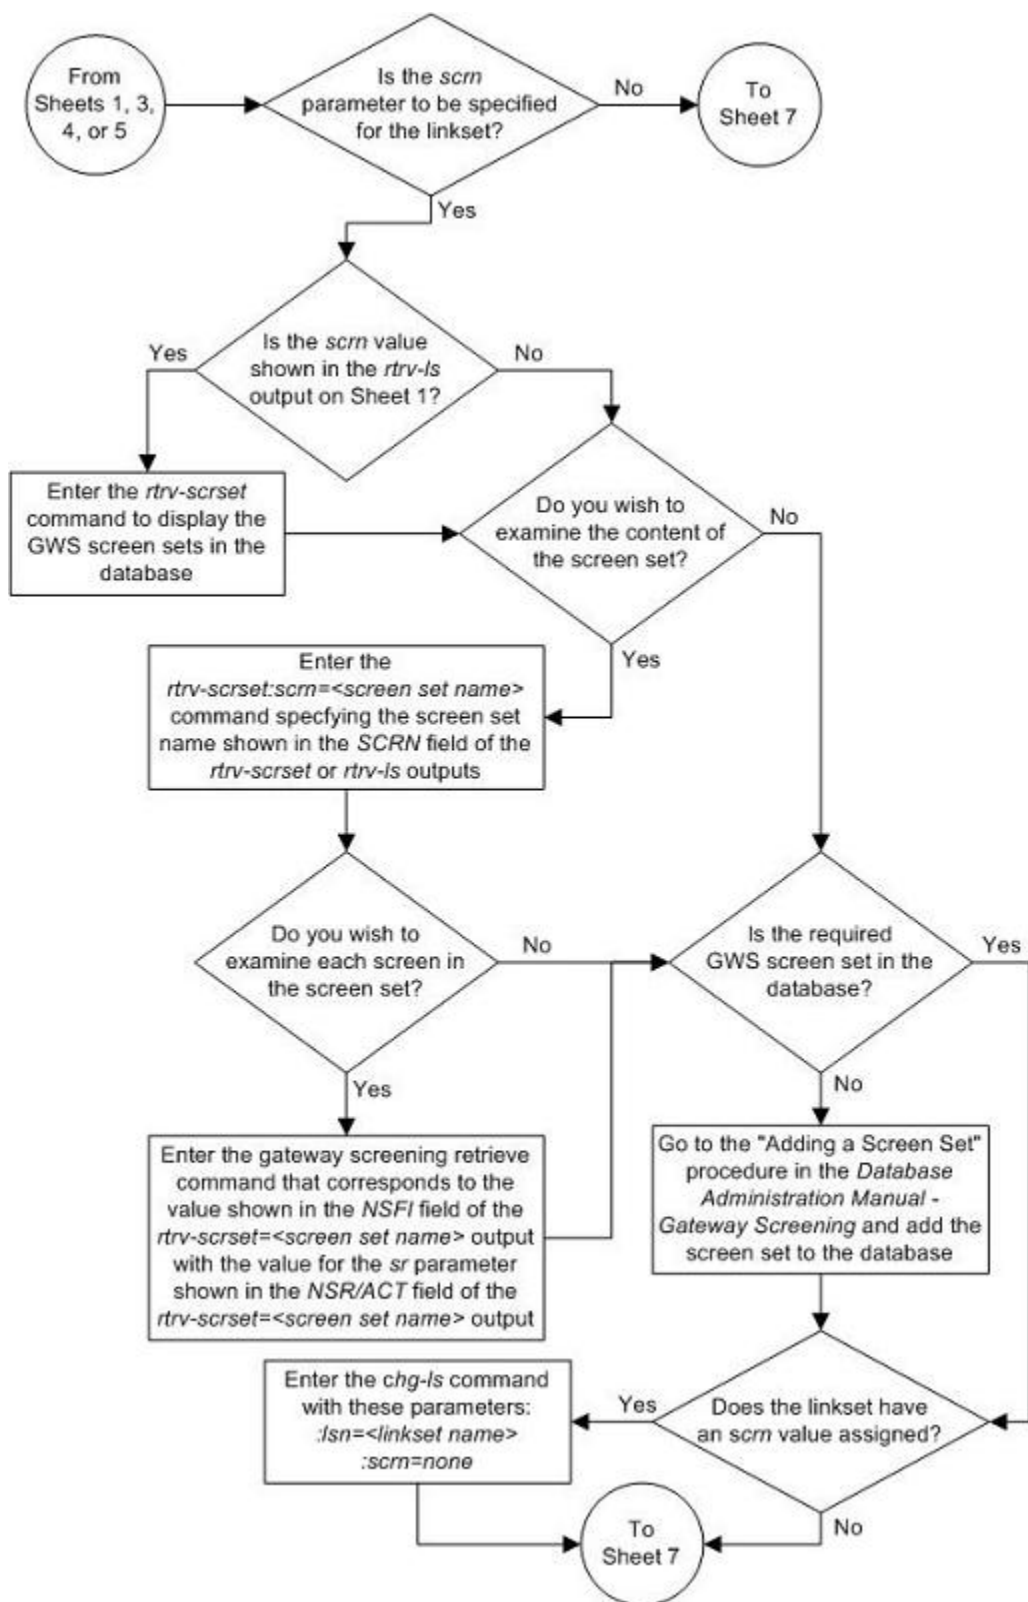 From
Sheets 1, 3,
4, or 5
Is the scrn
parameter to be specified
for the linkset?
No
To
Sheet 7
Yes
Is the scrn value
shown in the rtrv-ls
output on Sheet 1?
Yes
No
Enter the rtrv-scrset
command to display the
GWS screen sets in the
database
Do you wish to
examine the content of
the screen set?
No
Yes
Enter the
rtrv-scrset:scrn=<screen set name>
command specfying the screen set
name shown in the SCRN field of the
rtrv-scrset or rtrv-ls outputs
Do you wish to
examine each screen in
the screen set?
No
Yes
Is the required
GWS screen set in the
database?
Yes
No
Enter the gateway screening retrieve
command that corresponds to the
value shown in the NSFI field of the
rtrv-scrset=<screen set name> output
with the value for the sr parameter
shown in the NSR/ACT field of the
rtrv-scrset=<screen set name> output
Go to the "Adding a Screen Set"
procedure in the Database
Administration Manual -
Gateway Screening and add the
screen set to the database
Enter the chg-ls command
with these parameters:
:lsn=<linkset name>
:scrn=none
Yes
Does the linkset have
an scrn value assigned?
No
To
Sheet 7